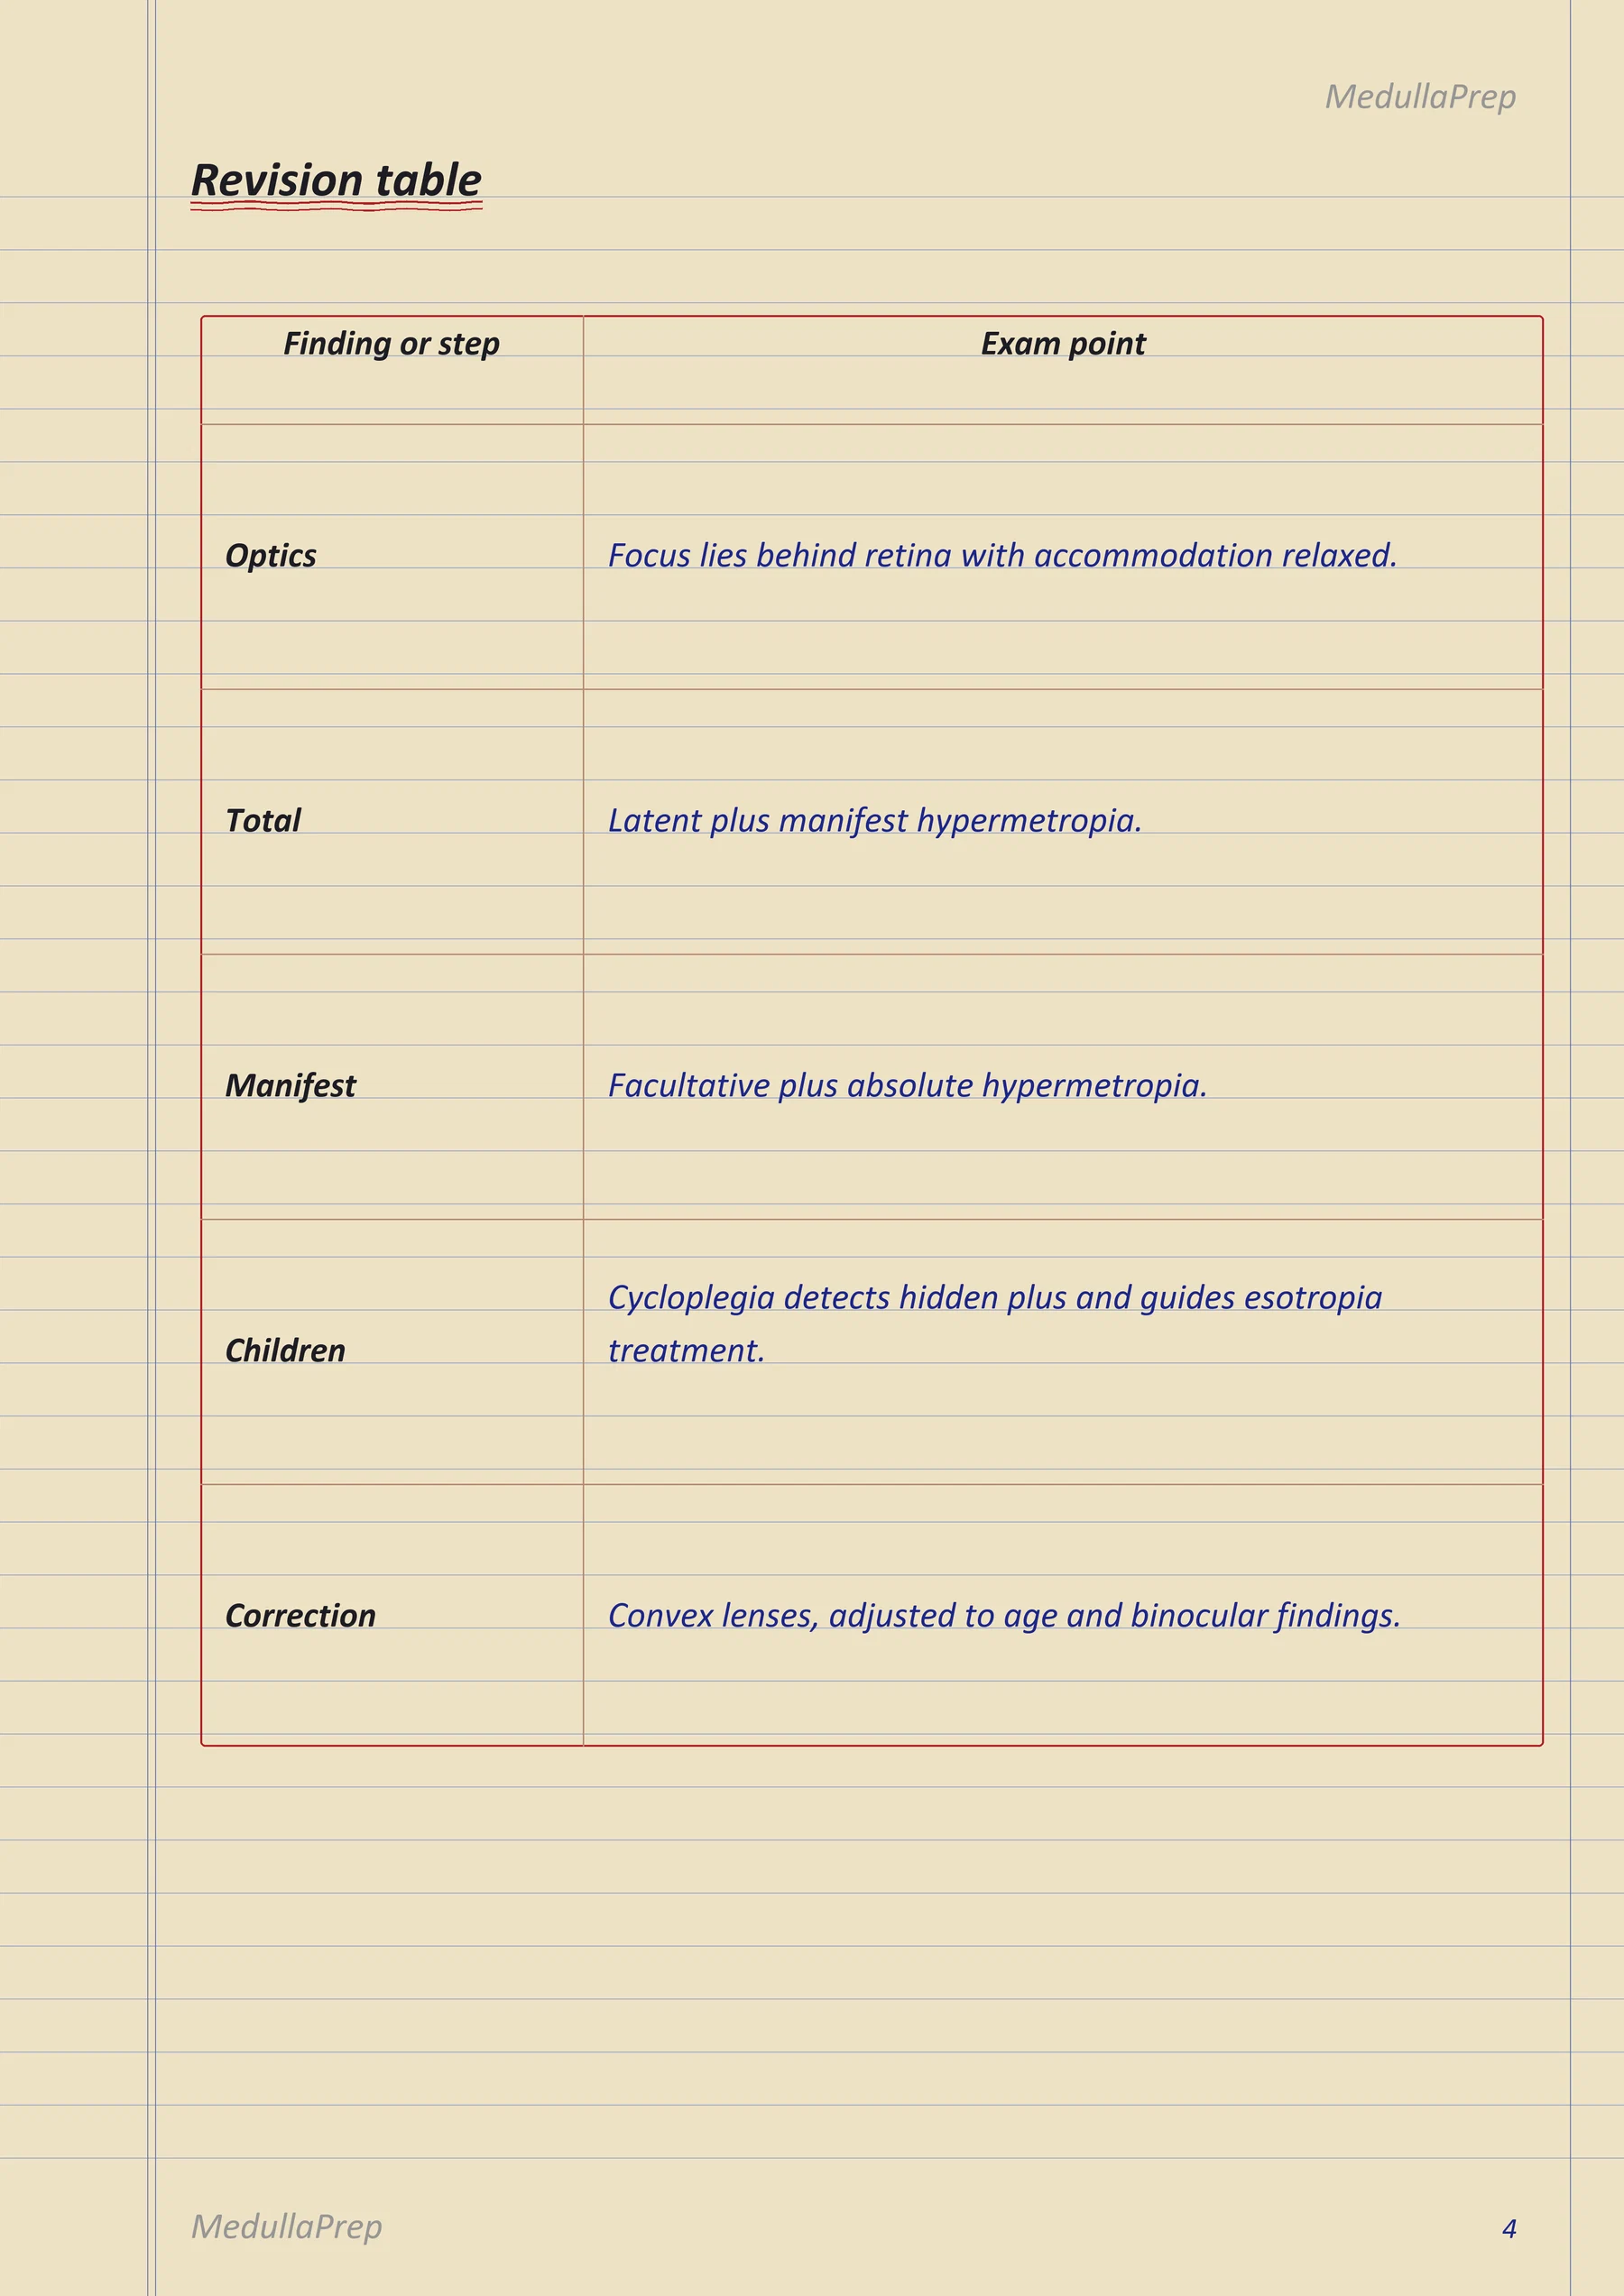 MedullaPrep
Revision table
Finding or step
Exam point
Optics
Focus lies behind retina with accommodation relaxed.
Total
Latent plus manifest hypermetropia.
Manifest
Facultative plus absolute hypermetropia.
Children
Cycloplegia detects hidden plus and guides esotropia
treatment.
Correction
Convex lenses, adjusted to age and binocular findings.
MedullaPrep
4